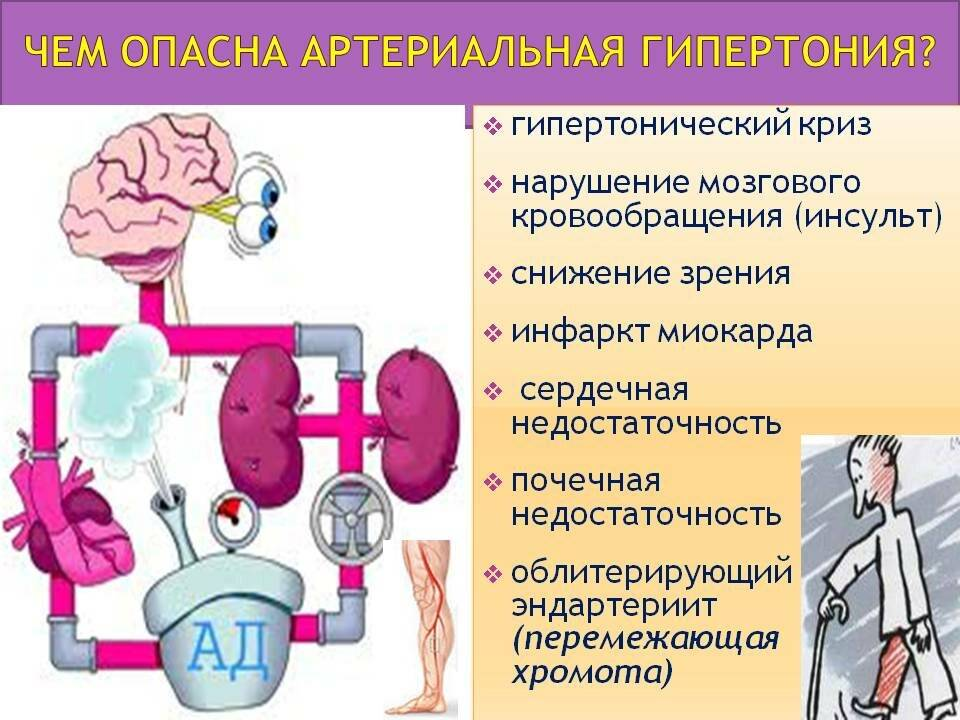 ЧЕМ ОПАСНА АРТЕРИАЛЬНАЯ ГИПЕРТОНИЯ?
гипертонический криз
нарушение мозгового
кровообращения (инсульт)
снижение зрения
инфаркт миокарда
сердечная
недостаточность
почечная
недостаточность
облитерирующий
эндартериит
(перемежающая
хромота)
АД